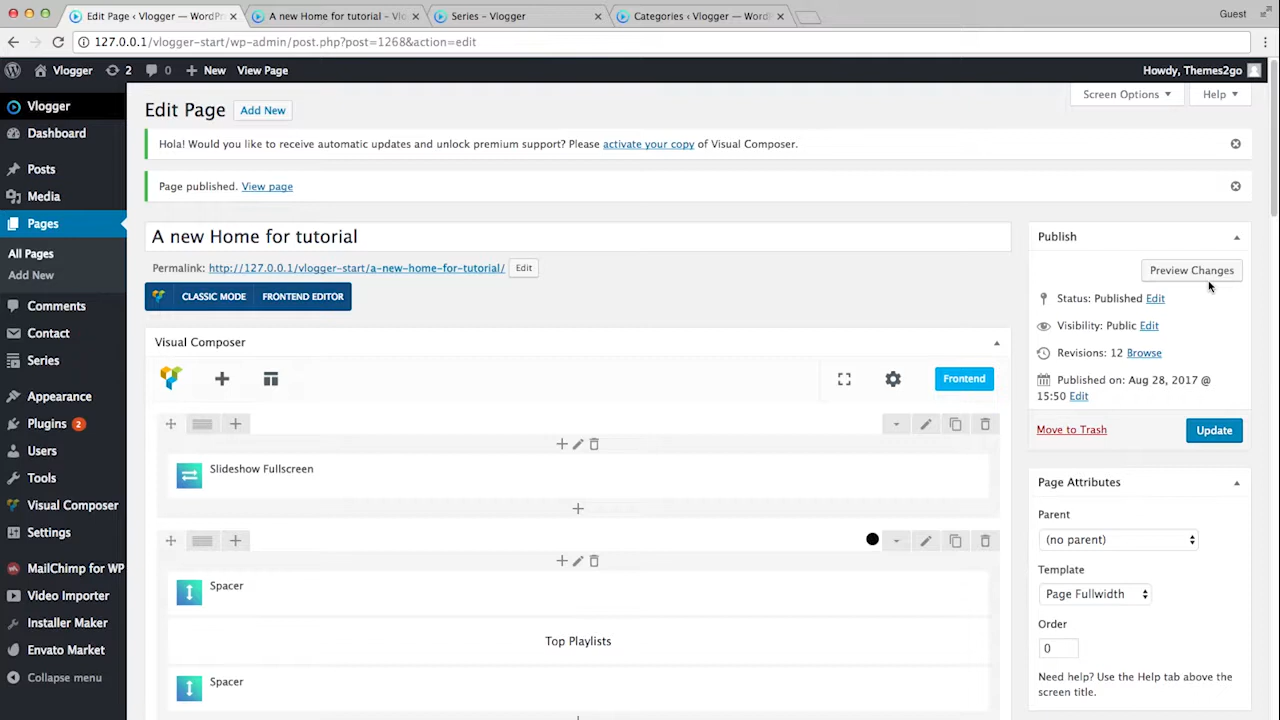 Edit Page ‹ Vlogger — WordPr
A new Home for tutorial - Vlo
Series – Vlogger
Categories ‹ Vlogger — Word
Guest
127.0.0.1/vlogger-start/wp-admin/post.php?post=1268&action=edit
Vlogger
2
0
New
View Page
Howdy, Themes2go
Vlogger
Dashboard
Posts
Media
Pages
All Pages
Add New
Comments
Contact
Series
Appearance
Plugins 2
Users
Tools
Visual Composer
Settings
MailChimp for WP
Video Importer
Installer Maker
Envato Market
Collapse menu
Screen Options
Help
Edit Page
Add New
Hola! Would you like to receive automatic updates and unlock premium support? Please activate your copy of Visual Composer.
Page published. View page
A new Home for tutorial
Permalink: http://127.0.0.1/vlogger-start/a-new-home-for-tutorial/ Edit
CLASSIC MODE
FRONTEND EDITOR
Visual Composer
Frontend
Slideshow Fullscreen
Spacer
Top Playlists
Spacer
Publish
Preview Changes
Status: Published Edit
Visibility: Public Edit
Revisions: 12 Browse
Published on: Aug 28, 2017 @
15:50 Edit
Move to Trash
Update
Page Attributes
Parent
(no parent)
Template
Page Fullwidth
Order
0
Need help? Use the Help tab above the
screen title.